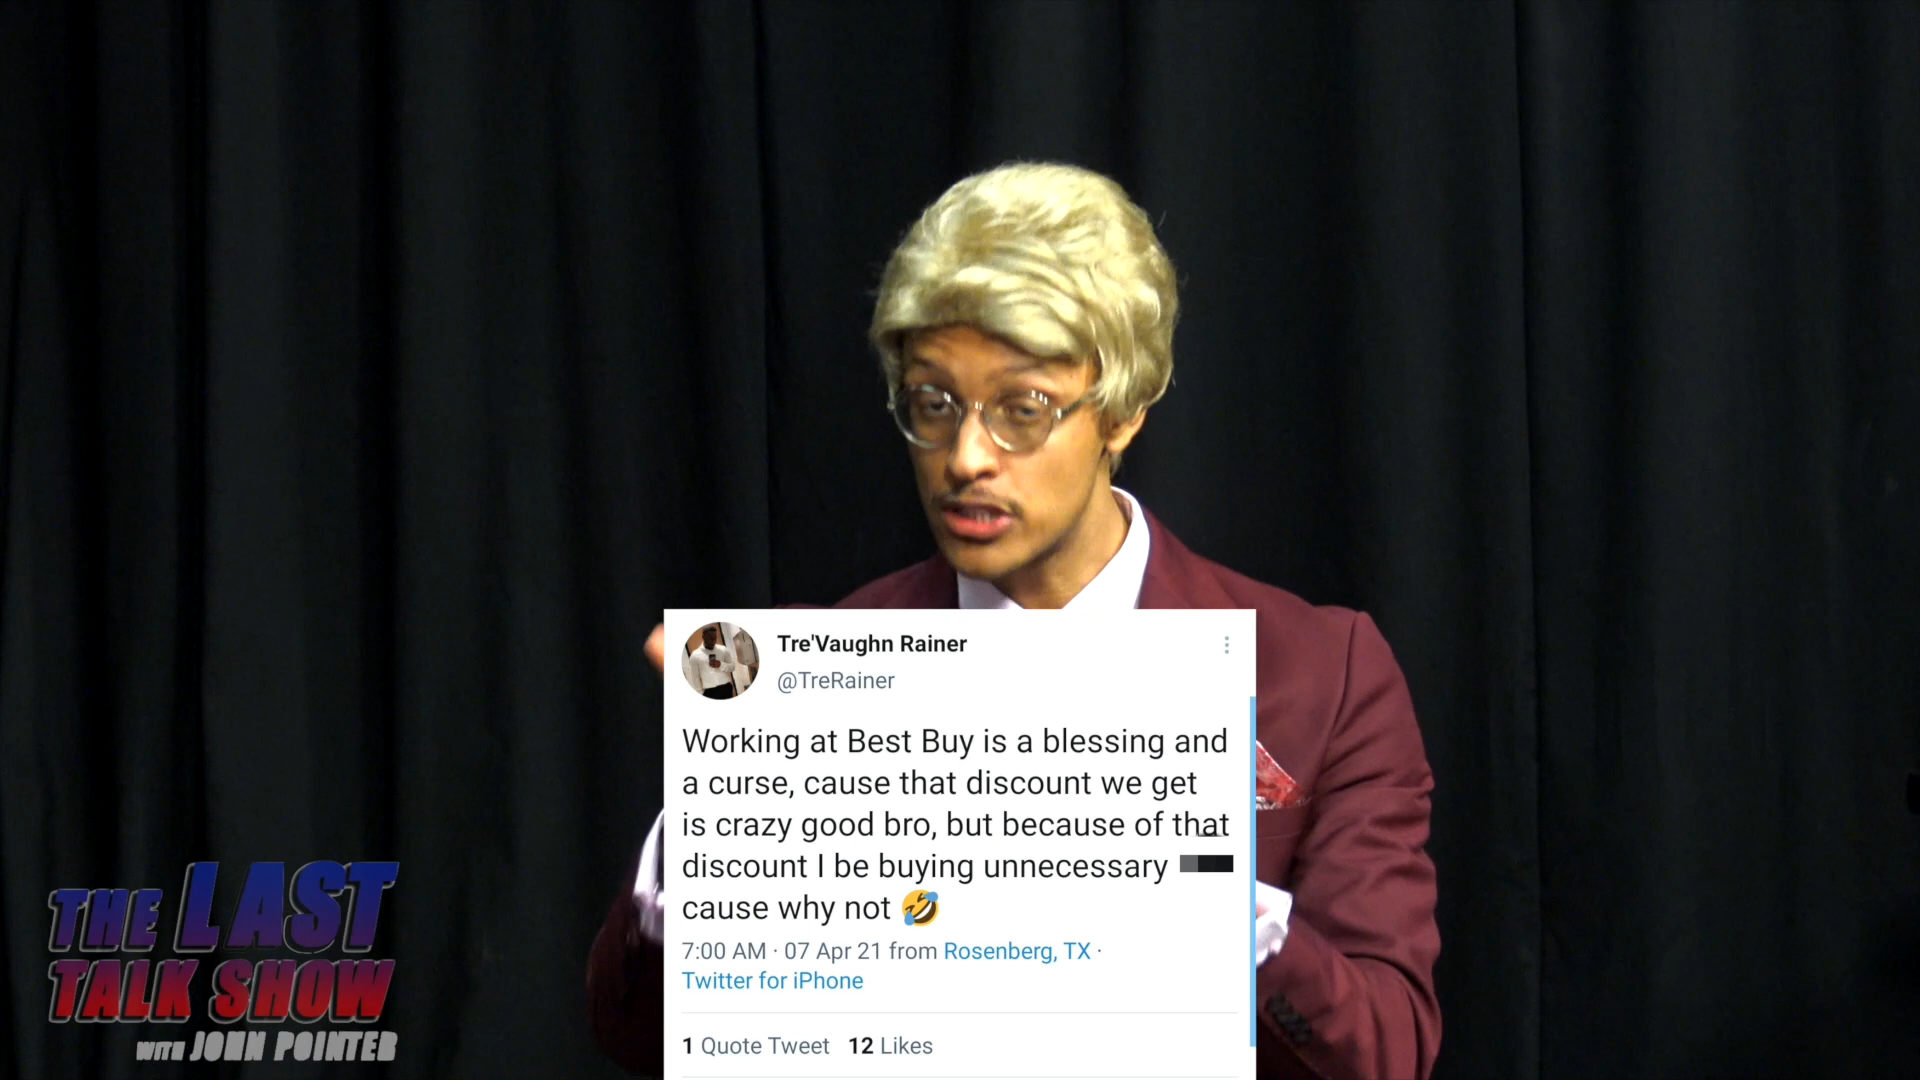 Tre'Vaughn Rainer
@TreRainer
Working at Best Buy is a blessing and
a curse, cause that discount we get
is crazy good bro, but because of that
discount I be buying unnecessary
cause why not 🤣
7:00 AM · 07 Apr 21 from Rosenberg, TX ·
Twitter for iPhone
1 Quote Tweet 12 Likes
THE LAST
TALK SHOW
WITH JOHN POINTER